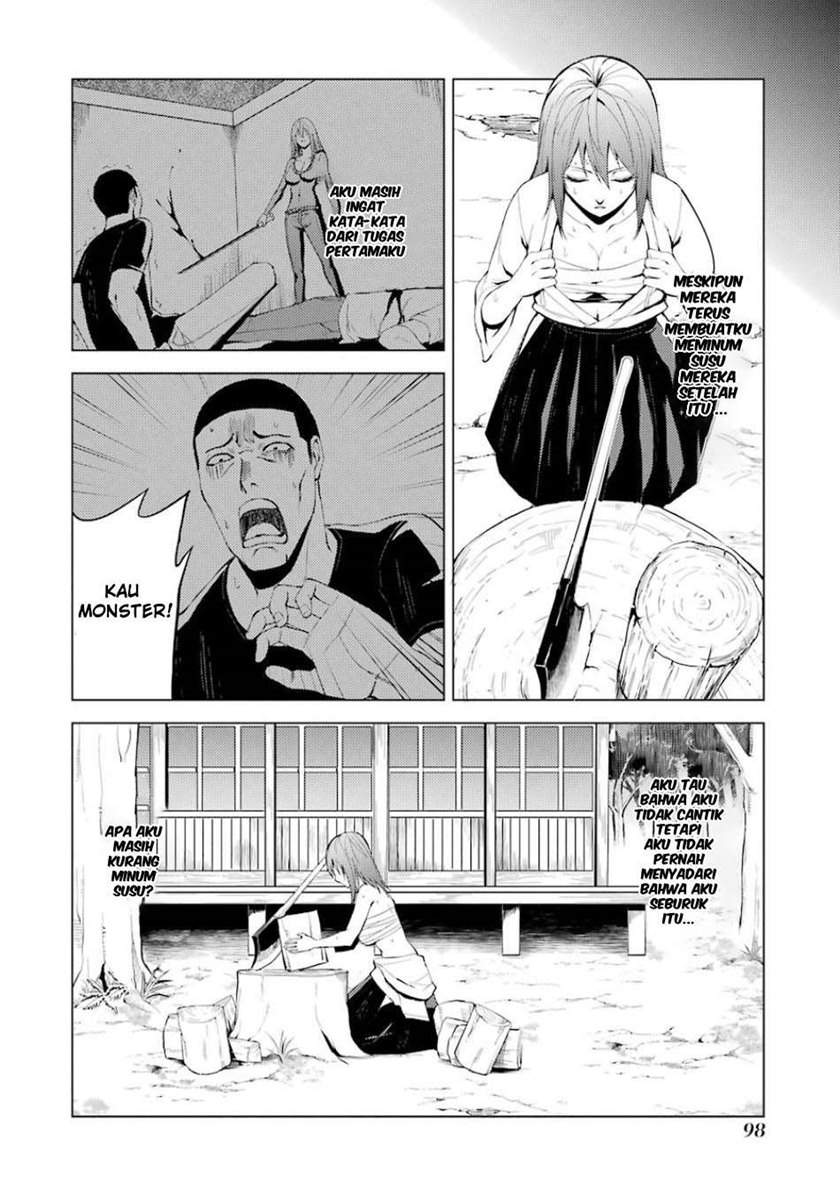 MESKIPUN
MEREKA
TERUS
MEMBUATKU
MEMINUM
SUSU
MEREKA
SETELAH
ITU ...
AKU MASIH
INGAT
KATA-KATA
DARI TUGAS
PERTAMAKU
KAU
MONSTER!
AKU TAU
BAHWA AKU
TIDAK CANTIK
TETAPI
AKU TIDAK
PERNAH
MENYADARI
BAHWA AKU
SEBURUK
ITU...
APA AKU
MASIH
KURANG
MINUM
SUSU?
98